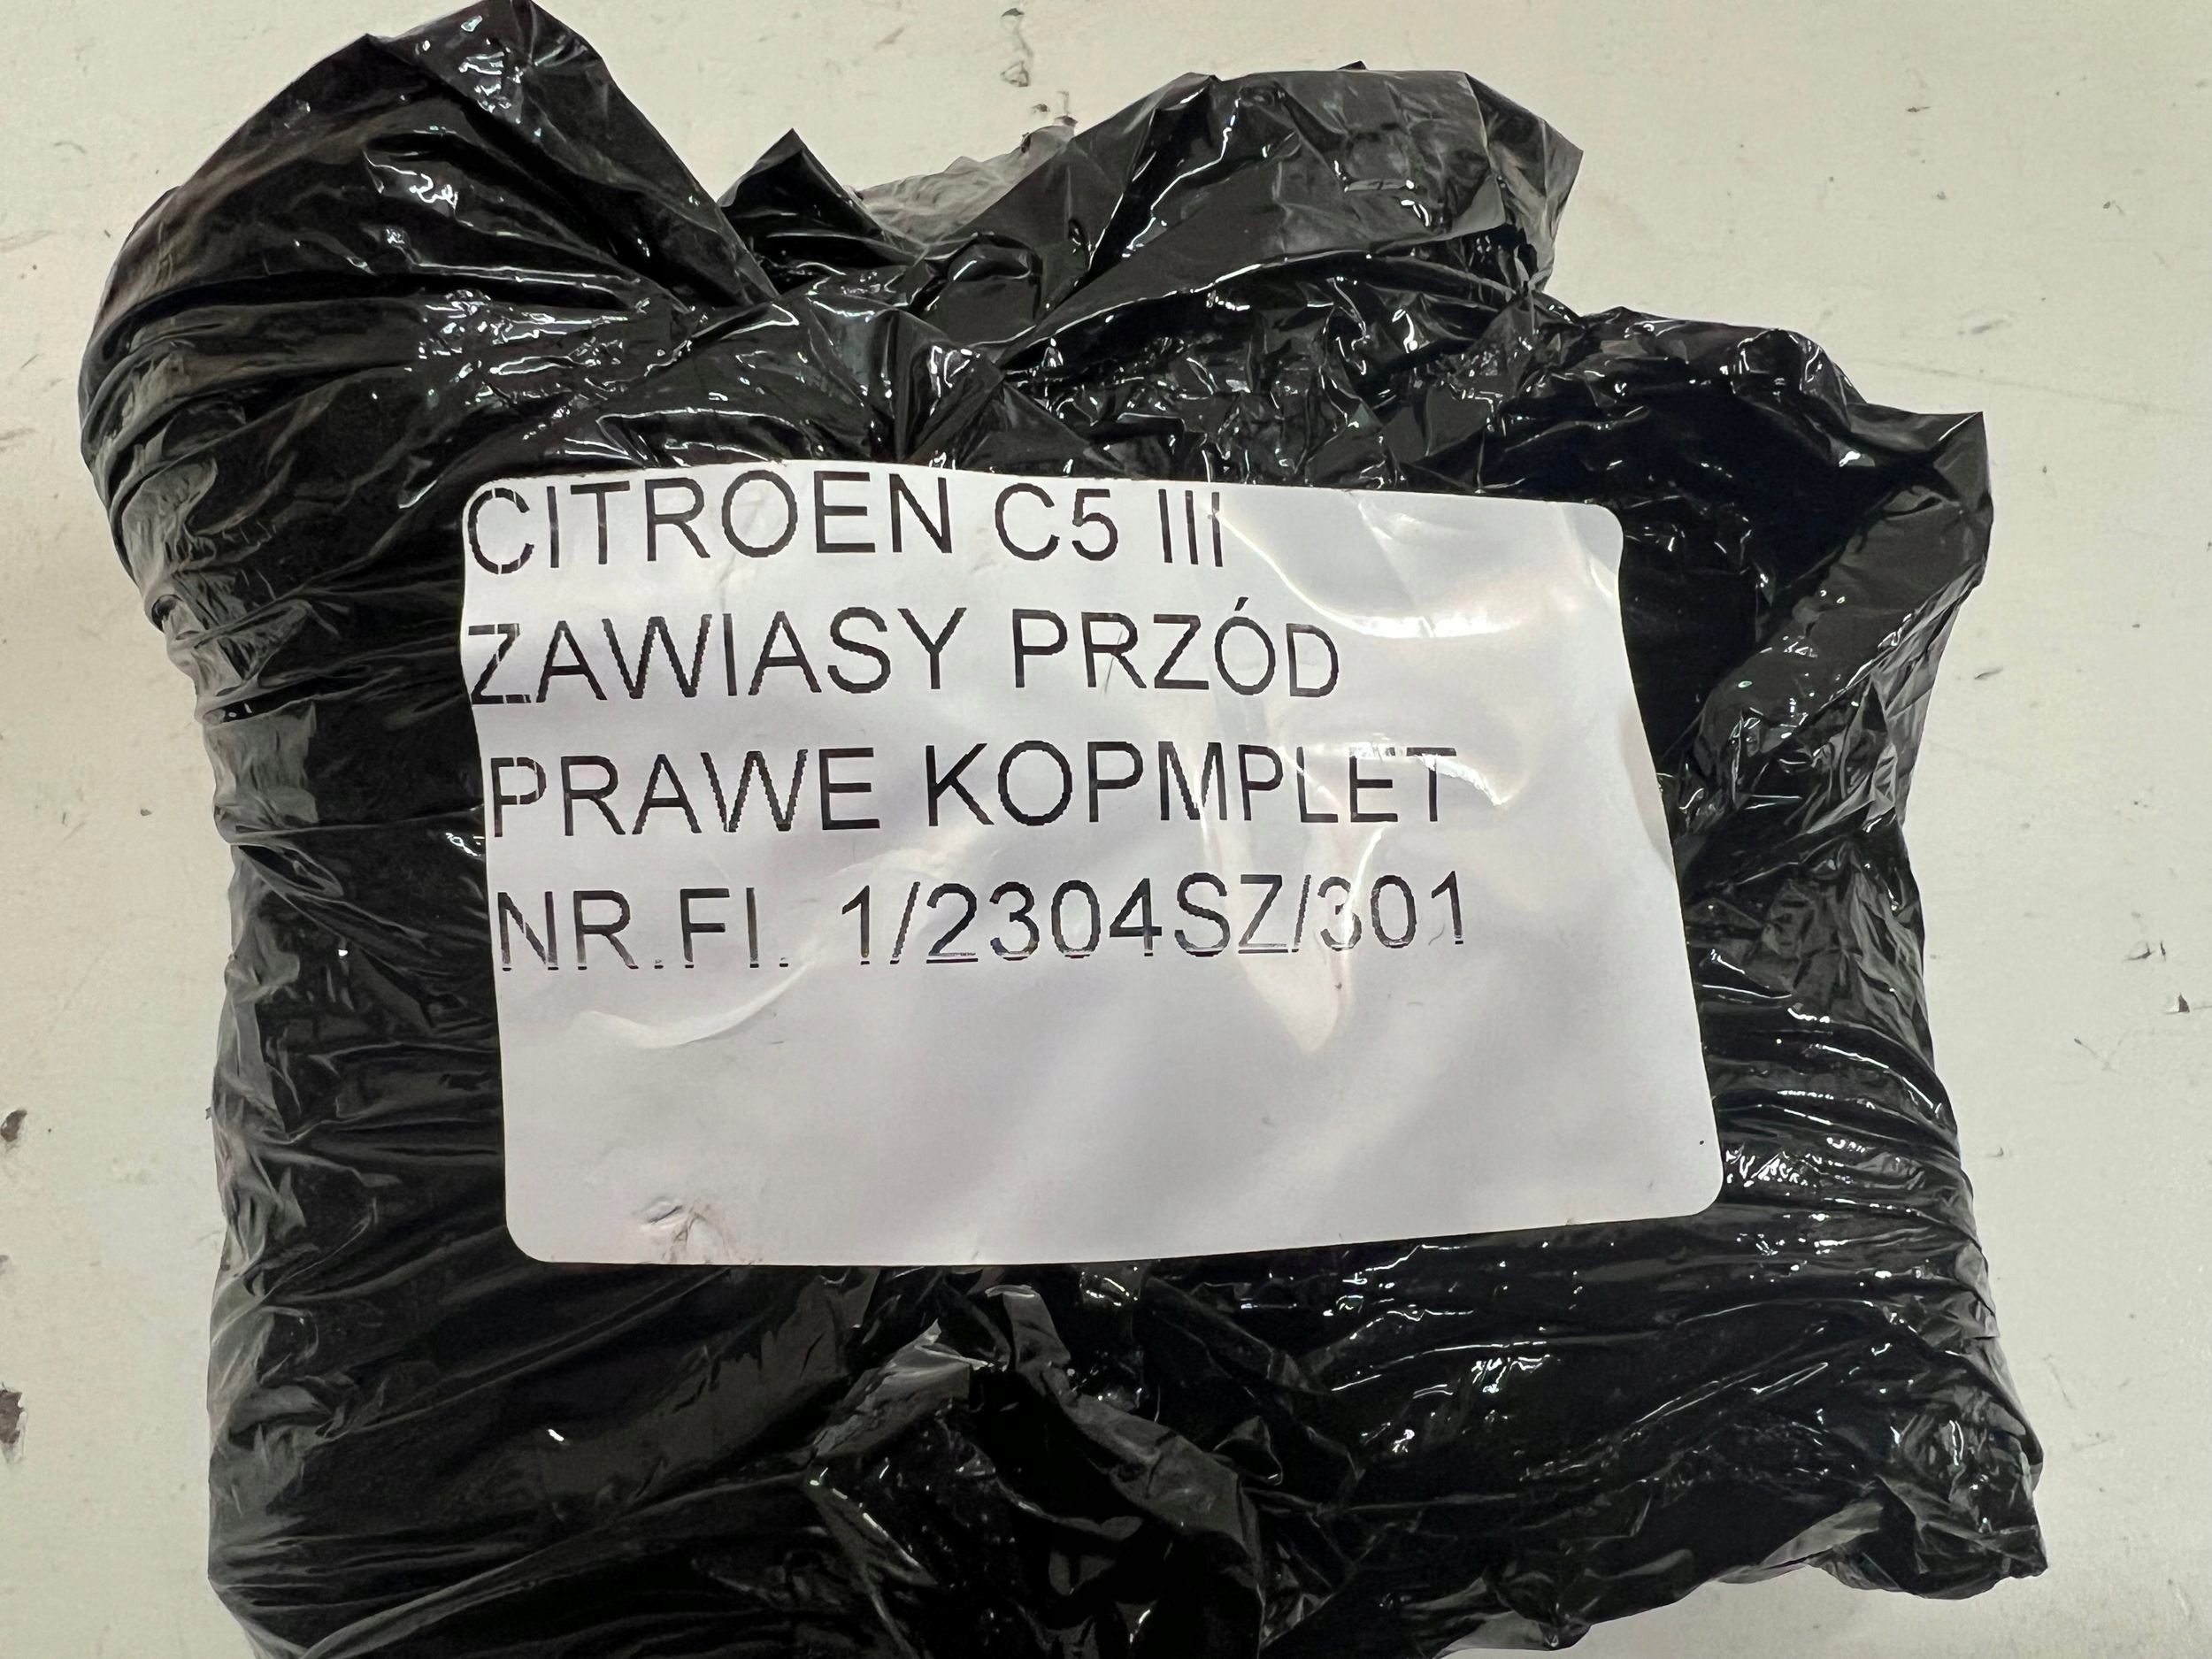 CITROEN C5 III
ZAWIASY PRZÓD
PRAWE KOPMPLET
NR.FI. 1/2304SZ/301